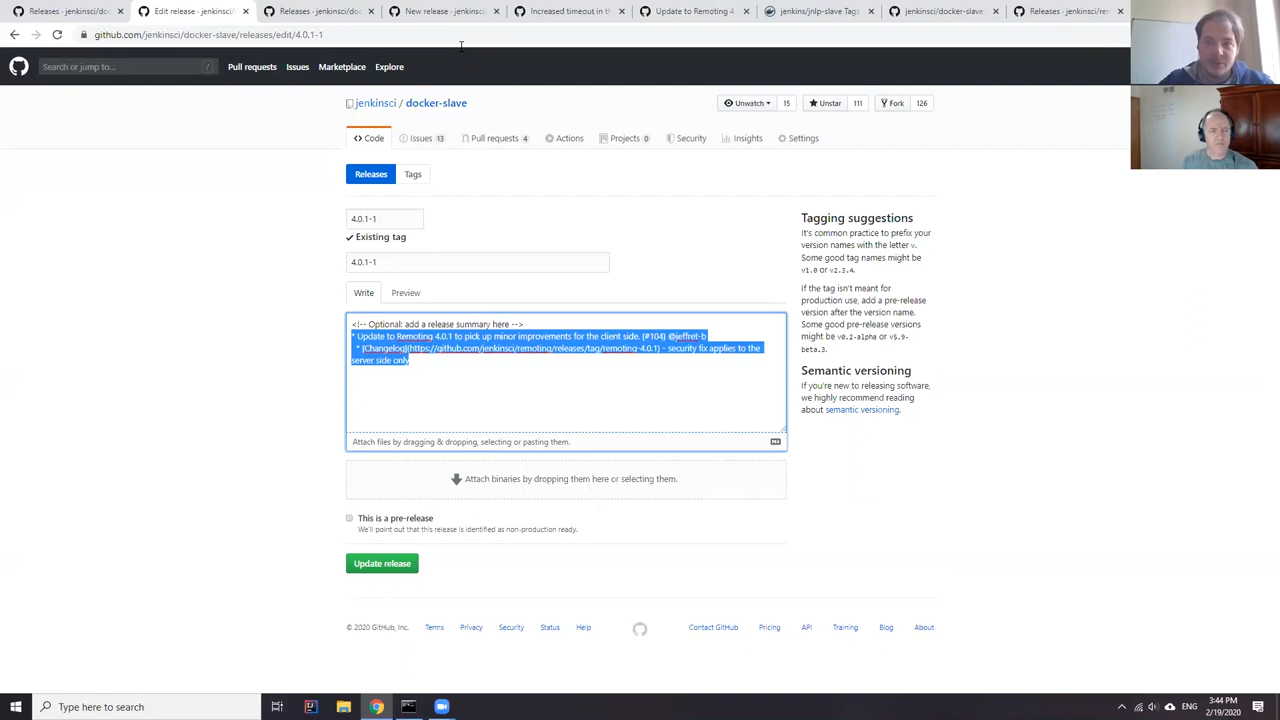 Releases · jenkinsci/do
Edit release · jenkinsci/
Releases · jenkinsci/doc
New release · jenkinsci
Increased timeout in th
Update to Remoting 4
jenkins/jnlp-slave Tags
jenkinsci/docker-slave
Releases · jenkinsci/rem
github.com/jenkinsci/docker-slave/releases/edit/4.0.1-1
Search or jump to...
/
Pull requests
Issues
Marketplace
Explore
jenkinsci / docker-slave
Unwatch
15
Unstar
111
Fork
126
Code
Issues 13
Pull requests 4
Actions
Projects 0
Security
Insights
Settings
Releases
Tags
4.0.1-1
Existing tag
4.0.1-1
Write
Preview
<!-- Optional: add a release summary here -->
* Update to Remoting 4.0.1 to pick up minor improvements for the client side. (#104) @jeffret-b
* [Changelog](https://github.com/jenkinsci/remoting/releases/tag/remoting-4.0.1) - security fix applies to the
server side only
Attach files by dragging & dropping, selecting or pasting them.
Attach binaries by dropping them here or selecting them.
This is a pre-release
We'll point out that this release is identified as non-production ready.
Update release
Tagging suggestions
It's common practice to prefix your
version names with the letter v.
Some good tag names might be
v1.0 or v2.3.4.
If the tag isn't meant for
production use, add a pre-release
version after the version name.
Some good pre-release versions
might be v0.2-alpha or v5.9-
beta.3.
Semantic versioning
If you're new to releasing software,
we highly recommend reading
about semantic versioning.
© 2020 GitHub, Inc.
Terms
Privacy
Security
Status
Help
Contact GitHub
Pricing
API
Training
Blog
About
Type here to search
ENG
3:44 PM
2/19/2020